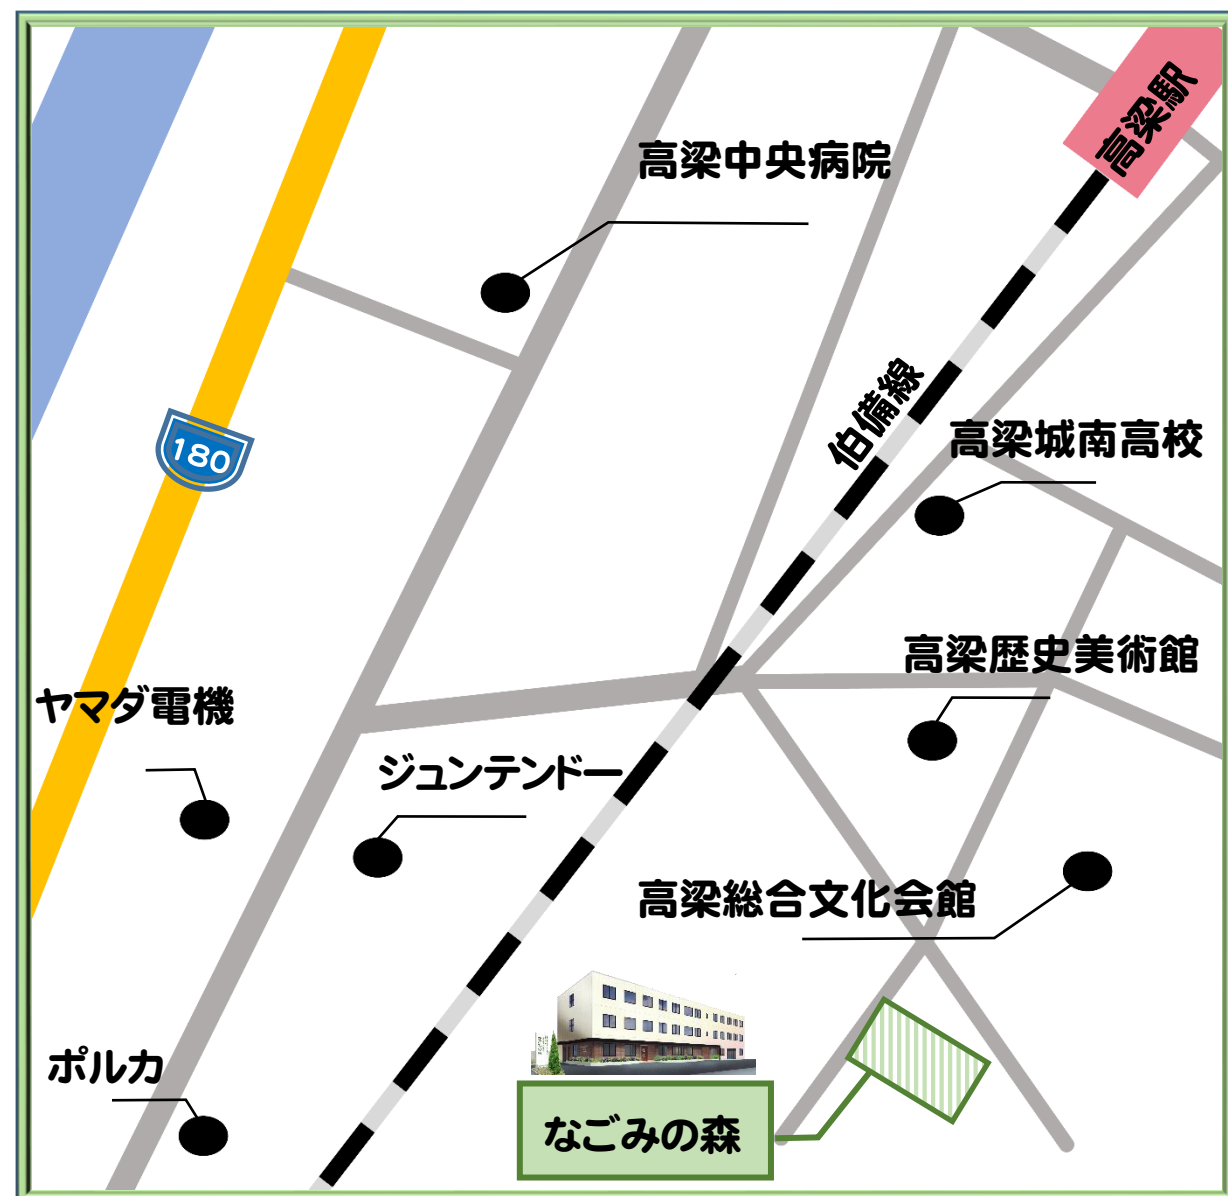 高梁駅
高梁中央病院
伯備線
高梁城南高校
180
高梁歴史美術館
ヤマダ電機
ジュンテンドー
高梁総合文化会館
ポルカ
なごみの森